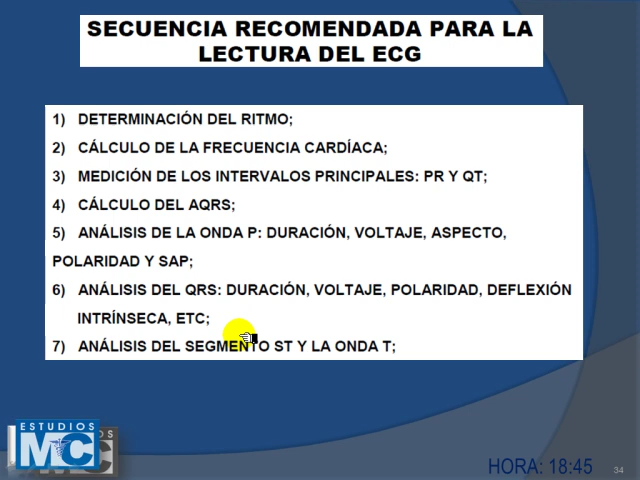 SECUENCIA RECOMENDADA PARA LA
LECTURA DEL ECG
1) DETERMINACIÓN DEL RITMO;
2) CÁLCULO DE LA FRECUENCIA CARDÍACA;
3) MEDICIÓN DE LOS INTERVALOS PRINCIPALES: PR Y QT;
4) CÁLCULO DEL AQRS;
5) ANÁLISIS DE LA ONDA P: DURACIÓN, VOLTAJE, ASPECTO,
POLARIDAD Y SAP;
6) ANÁLISIS DEL QRS: DURACIÓN, VOLTAJE, POLARIDAD, DEFLEXIÓN
INTRÍNSECA, ETC;
7) ANÁLISIS DEL SEGMENTO ST Y LA ONDA T;
ESTUDIOS
MC
HORA: 18:45
34